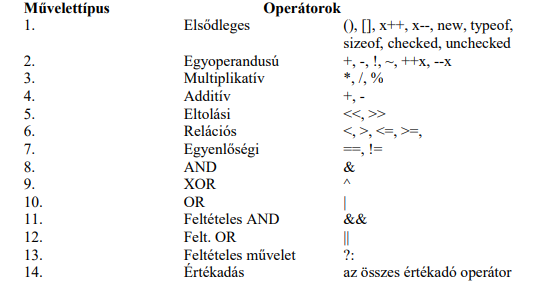 Művelettípus Operátorok
1. Elsődleges (), [], x++, x--, new, typeof,
sizeof, checked, unchecked
2. Egyoperandusú +, -, !, ~, ++x, --x
3. Multiplikatív *, /, %
4. Additív +, -
5. Eltolási <<, >>
6. Relációs <, >, <=, >=,
7. Egyenlőségi ==, !=
8. AND &
9. XOR ^
10. OR |
11. Feltételes AND &&
12. Felt. OR ||
13. Feltételes művelet ?:
14. Értékadás az összes értékadó operátor